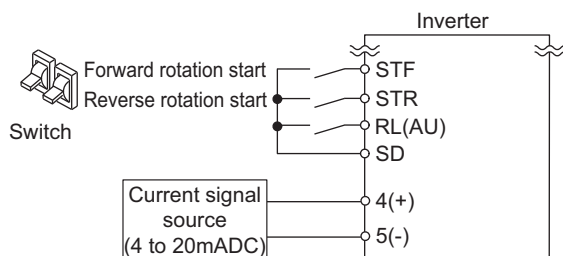 Inverter
Forward rotation start
STF
Reverse rotation start
STR
RL(AU)
Switch
SD
Current signal
source
(4 to 20mADC)
4(+)
5(-)